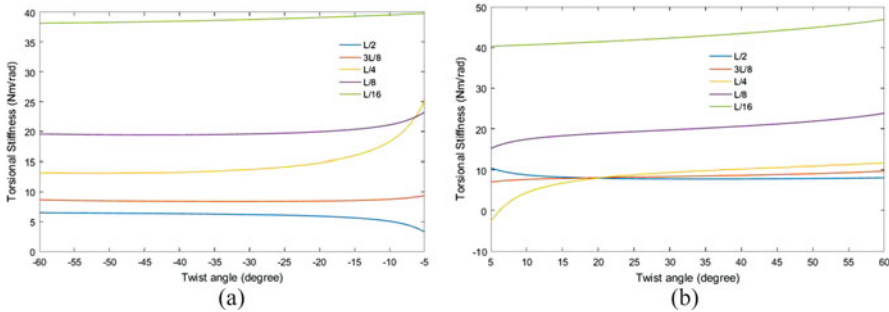 40
35
30
25
20
15
10
5
0
Torsional Stiffness (Nm/rad)
L/2
3L/8
L/4
L/8
L/16
-60 -55 -50 -45 -40 -35 -30 -25 -20 -15 -10 -5
Twist angle (degree)
(a)
50
40
30
20
10
0
-10
Torsional Stiffness (Nm/rad)
L/2
3L/8
L/4
L/8
L/16
5 10 15 20 25 30 35 40 45 50 55 60
Twist angle (degree)
(b)